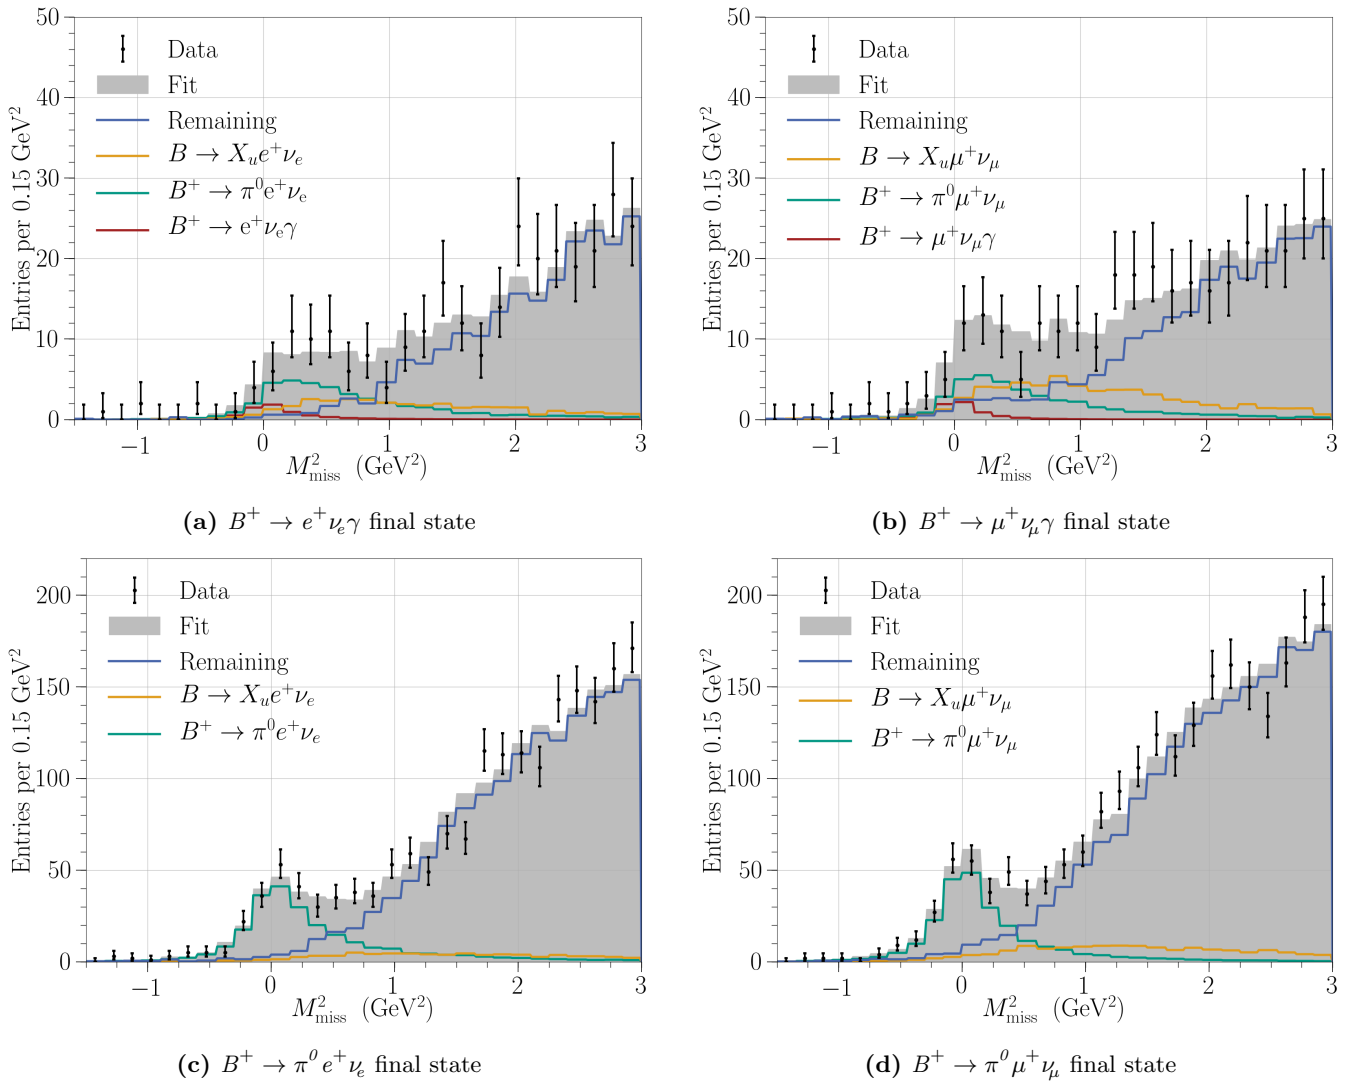 Entries per 0.15 GeV²
50
40
30
20
10
0
Data
Fit
Remaining
B → X_u e⁺ν_e
B⁺ → π⁰e⁺ν_e
B⁺ → e⁺ν_eγ
−1 0 1 2 3
M²_miss (GeV²)
(a) B⁺ → e⁺ν_eγ final state
Entries per 0.15 GeV²
50
40
30
20
10
0
Data
Fit
Remaining
B → X_u μ⁺ν_μ
B⁺ → π⁰μ⁺ν_μ
B⁺ → μ⁺ν_μγ
−1 0 1 2 3
M²_miss (GeV²)
(b) B⁺ → μ⁺ν_μγ final state
Entries per 0.15 GeV²
200
150
100
50
0
Data
Fit
Remaining
B → X_u e⁺ν_e
B⁺ → π⁰e⁺ν_e
−1 0 1 2 3
M²_miss (GeV²)
(c) B⁺ → π⁰e⁺ν_e final state
Entries per 0.15 GeV²
200
150
100
50
0
Data
Fit
Remaining
B → X_u μ⁺ν_μ
B⁺ → π⁰μ⁺ν_μ
−1 0 1 2 3
M²_miss (GeV²)
(d) B⁺ → π⁰μ⁺ν_μ final state